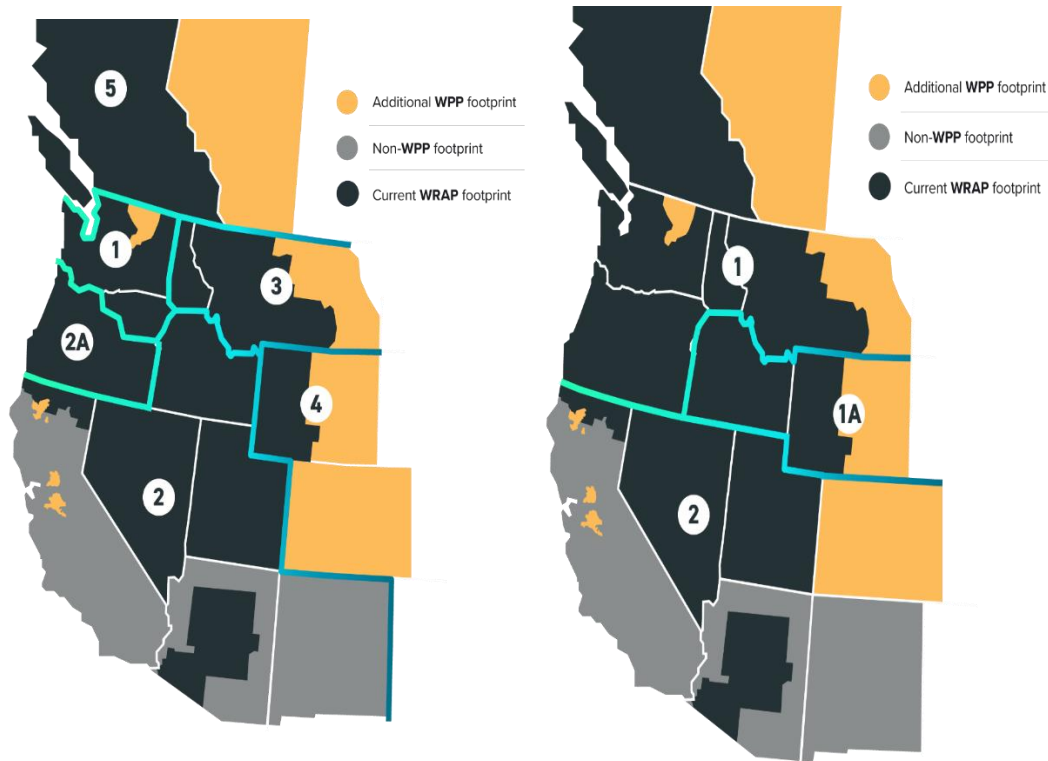 5
Additional WPP footprint
Non-WPP footprint
Current WRAP footprint
1
3
2A
4
2
Additional WPP footprint
Non-WPP footprint
Current WRAP footprint
1
1A
2